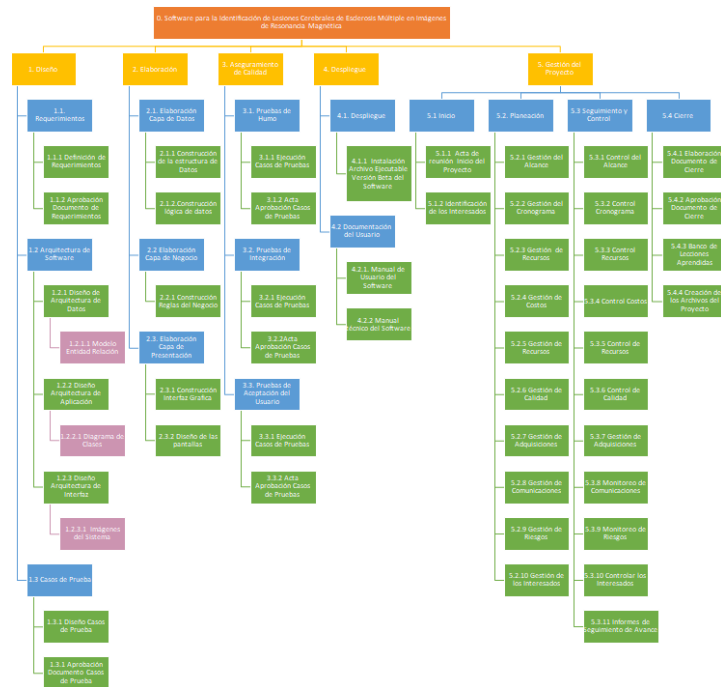 0. Software para la Identificación de Lesiones Cerebrales de Esclerosis Múltiple en Imágenes
de Resonancia Magnética
1. Diseño
1.1.
Requerimientos
1.1.1 Definición de
Requerimientos
1.1.2 Aprobación
Documento de
Requerimientos
1.2 Arquitectura de
Software
1.2.1 Diseño de
Arquitectura de
Datos
1.2.1.1 Modelo
Entidad Relación
1.2.2 Diseño
Arquitectura de
Aplicación
1.2.2.1 Diagrama de
Clases
1.2.3 Diseño
Arquitectura de
Interfaz
1.2.3.1 Imágenes
del Sistema
1.3 Casos de Prueba
1.3.1 Diseño Casos
de Prueba
1.3.1 Aprobación
Documento Casos de
Prueba
2. Elaboración
2.1. Elaboración
Capa de Datos
2.1.1 Construcción
de la estructura de
Datos
2.1.2.Construcción
lógica de datos
2.2 Elaboración
Capa de Negocio
2.2.1 Construcción
Reglas del Negocio
2.3. Elaboración
Capa de
Presentación
2.3.1 Construcción
Interfaz Grafica
2.3.2 Diseño de las
pantallas
3. Aseguramiento
de Calidad
3.1. Pruebas de
Humo
3.1.1 Ejecución
Casos de Pruebas
3.1.2 Acta
Aprobación Casos
de Pruebas
3.2. Pruebas de
Integración
3.2.1 Ejecución
Casos de Pruebas
3.2.2Acta
Aprobación Casos
de Pruebas
3.3. Pruebas de
Aceptación del
Usuario
3.3.1 Ejecución
Casos de Pruebas
3.3.2 Acta
Aprobación Casos
de Pruebas
4. Despliegue
4.1. Despliegue
4.1.1 Instalación
Archivo Ejecutable
Versión Beta del
Software
4.2 Documentación
del Usuario
4.2.1. Manual de
Usuario del
Software
4.2.2 Manual
Técnico del Software
5. Gestión del
Proyecto
5.1 Inicio
5.1.1 Acta de
reunión Inicio del
Proyecto
5.1.2 Identificación
de los Interesados
5.2. Planeación
5.2.1 Gestión del
Alcance
5.2.2 Gestión del
Cronograma
5.2.3 Gestión de
Recursos
5.2.4 Gestión de
Costos
5.2.5 Gestión de
Recursos
5.2.6 Gestión de
Calidad
5.2.7 Gestión de
Adquisiciones
5.2.8 Gestión de
Comunicaciones
5.2.9 Gestión de
Riesgos
5.2.10 Gestión de
los Interesados
5.3 Seguimiento y
Control
5.3.1 Control del
Alcance
5.3.2 Control
Cronograma
5.3.3 Control
Recursos
5.3.4 Control Costos
5.3.5 Control de
Recursos
5.3.6 Control de
Calidad
5.3.7 Gestión de
Adquisiciones
5.3.8 Monitoreo de
Comunicaciones
5.3.9 Monitoreo de
Riesgos
5.3.10 Controlar los
Interesados
5.3.11 Informes de
Seguimiento de Avance
5.4 Cierre
5.4.1 Elaboración
Documento de
Cierre
5.4.2 Aprobación
Documento de
Cierre
5.4.3 Banco de
Lecciones
Aprendidas
5.4.4 Creación de
los Archivos del
Proyecto